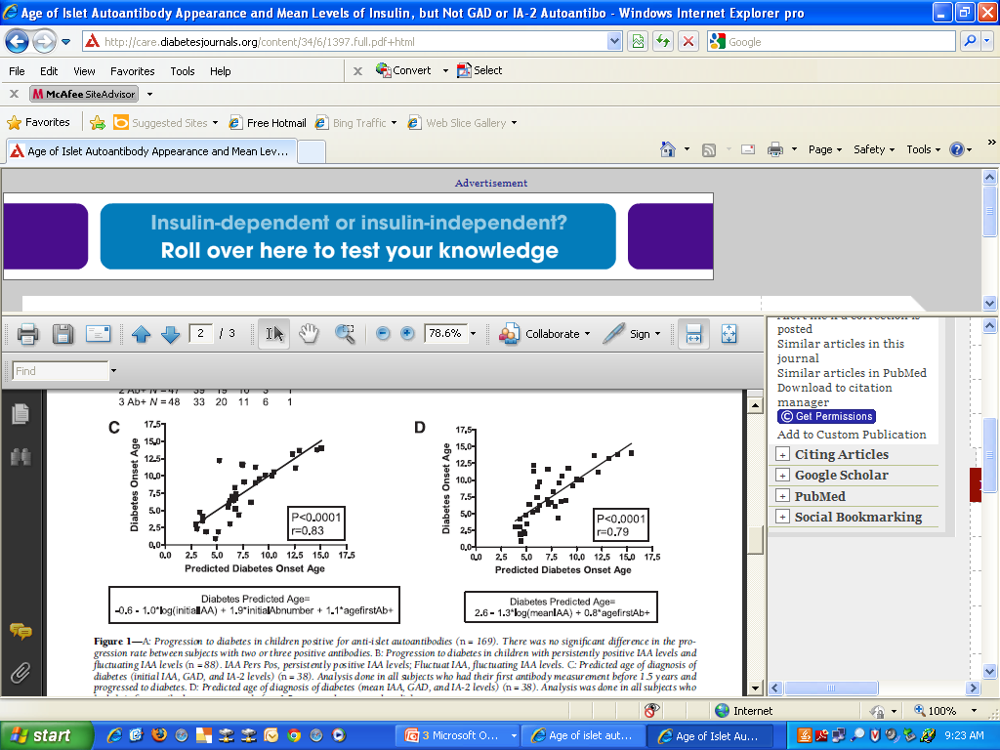 Age of Islet Autoantibody Appearance and Mean Levels of Insulin, but Not GAD or IA-2 Autoantibo - Windows Internet Explorer pro
http://care.diabetesjournals.org/content/34/6/1397.full.pdf+html
Google
File Edit View Favorites Tools Help
x Convert Select
X McAfee SiteAdvisor
Favorites Suggested Sites Free Hotmail Bing Traffic Web Slice Gallery
Age of Islet Autoantibody Appearance and Mean Lev...
Page Safety Tools
Advertisement
Insulin-dependent or insulin-independent?
Roll over here to test your knowledge
2 / 3 78.6% Collaborate Sign
Find
posted
Similar articles in this
journal
Similar articles in PubMed
Download to citation
manager
© Get Permissions
Add to Custom Publication
+ Citing Articles
+ Google Scholar
+ PubMed
+ Social Bookmarking
3 Ab+ N = 48 33 20 11 6 1
C
Diabetes Onset Age
17.5
15.0
12.5
10.0
7.5
5.0
2.5
0.0
0.0 2.5 5.0 7.5 10.0 12.5 15.0 17.5
Predicted Diabetes Onset Age
P<0.0001
r=0.83
Diabetes Predicted Age=
-0.6 - 1.0*log(initialIAA) + 1.9*initialAbnumber + 1.1*agefirstAb+
D
Diabetes Onset Age
17.5
15.0
12.5
10.0
7.5
5.0
2.5
0.0
0.0 2.5 5.0 7.5 10.0 12.5 15.0 17.5
Predicted Diabetes Onset Age
P<0.0001
r=0.79
Diabetes Predicted Age=
2.6 - 1.3*log(meanIAA) + 0.8*agefirstAb+
Figure 1—A: Progression to diabetes in children positive for anti-islet autoantibodies (n = 169). There was no significant difference in the pro-
gression rate between subjects with two or three positive antibodies. B: Progression to diabetes in children with persistently positive IAA levels and
fluctuating IAA levels (n = 88). IAA Pers Pos, persistently positive IAA levels; Fluctuat IAA, fluctuating IAA levels. C: Predicted age of diagnosis of
diabetes (initial IAA, GAD, and IA-2 levels) (n = 38). Analysis done in all subjects who had their first antibody measurement before 1.5 years and
progressed to diabetes. D: Predicted age of diagnosis of diabetes (mean IAA, GAD, and IA-2 levels) (n = 38). Analysis was done in all subjects who
Internet 100%
start 3 Microsoft O... Age of islet aut... Age of Islet Au... 9:23 AM